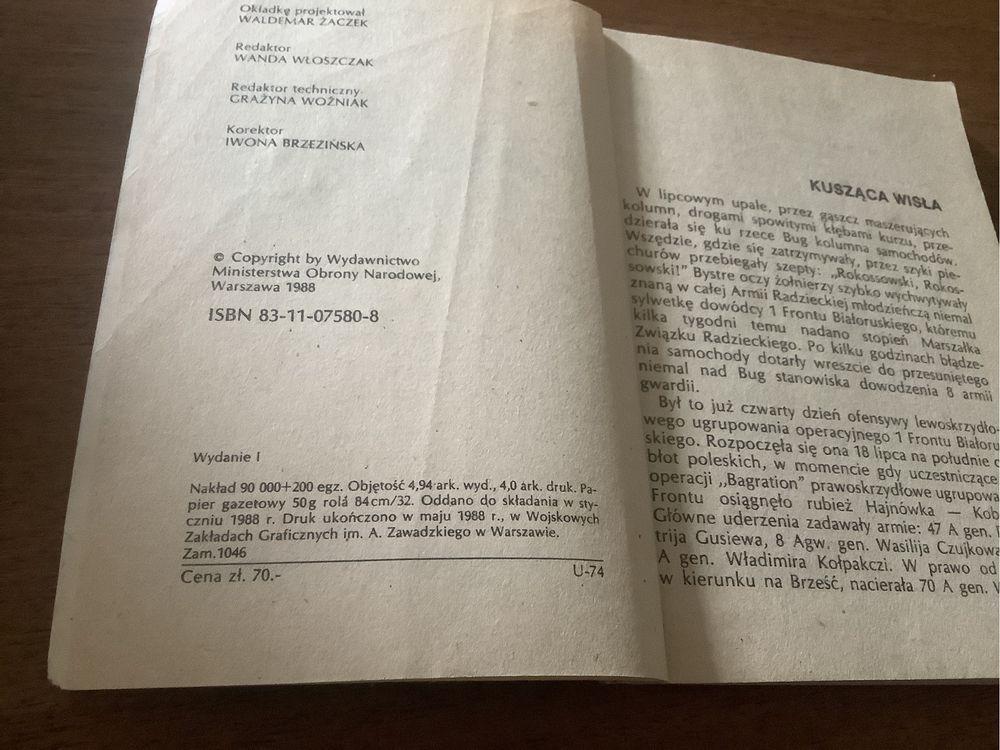 Okładkę projektował
WALDEMAR ŻACZEK
Redaktor
WANDA WŁOSZCZAK
Redaktor techniczny
GRAŻYNA WOŹNIAK
Korektor
IWONA BRZEZIŃSKA
© Copyright by Wydawnictwo
Ministerstwa Obrony Narodowej,
Warszawa 1988
ISBN 83-11-07580-8
Wydanie I
Nakład 90 000+200 egz. Objętość 4,94 ark. wyd., 4,0 ark. druk. Pa-
pier gazetowy 50g rola 84cm/32. Oddano do składania w sty-
czniu 1988 r. Druk ukończono w maju 1988 r., w Wojskowych
Zakładach Graficznych im. A. Zawadzkiego w Warszawie.
Zam.1046
Cena zł. 70.- U-74
KUSZĄCA WISŁA
W lipcowym upale, przez gąszcz maszerujących
kolumn, drogami spowitymi kłębami kurzu, prze-
dzierała się ku rzece Bug kolumna samochodów.
Wszędzie, gdzie się zatrzymywały, przez szyki pie-
churów przebiegały szepty: „Rokossowski, Rokos-
sowski!" Bystre oczy żołnierzy szybko wychwytywały
znaną w całej Armii Radzieckiej młodzieńczą niemal
sylwetkę dowódcy 1 Frontu Białoruskiego, któremu
kilka tygodni temu nadano stopień Marszałka
Związku Radzieckiego. Po kilku godzinach błądze-
nia samochody dotarły wreszcie do przesuniętego
niemal nad Bug stanowiska dowodzenia 8 armii
gwardii.
Był to już czwarty dzień ofensywy lewoskrzydło-
wego ugrupowania operacyjnego 1 Frontu Białoru
skiego. Rozpoczęła się ona 18 lipca na południe o
błot poleskich, w momencie gdy uczestniczące
operacji „Bagration" prawoskrzydłowe ugrupowa
Frontu osiągnęło rubież Hajnówka — Kob
Główne uderzenia zadawały armie: 47 A gen.
trija Gusiewa, 8 Agw. gen. Wasilija Czujkowa
A gen. Władimira Kołpakczi. W prawo od
w kierunku na Brześć, nacierała 70 A gen. W